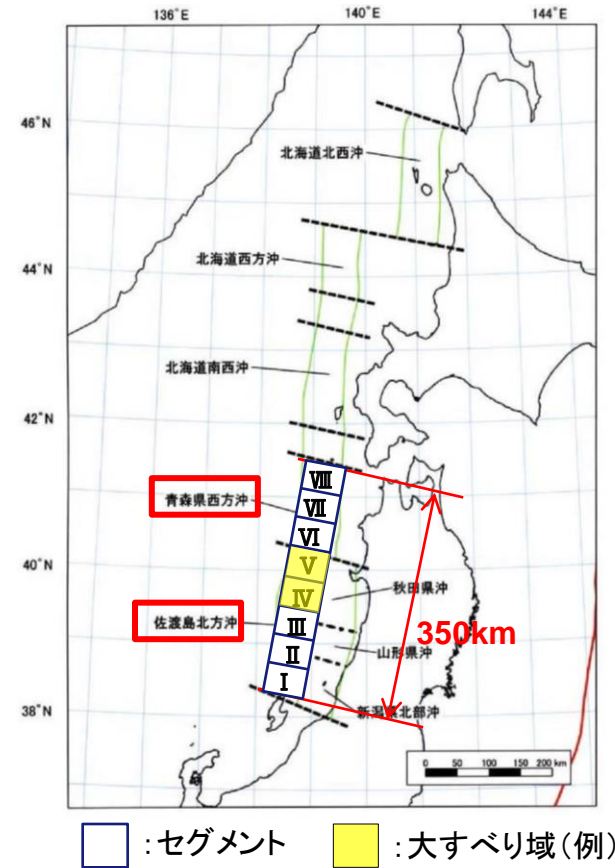 136°E 140°E 144°E
46°N
北海道北西沖
44°N
北海道西方沖
北海道南西沖
42°N
Ⅷ
青森県西方沖
Ⅶ
Ⅵ
40°N
Ⅴ
Ⅳ
秋田県沖
佐渡島北方沖
Ⅲ
350km
Ⅱ
山形県沖
Ⅰ
新潟県北部沖
38°N
0 50 100 150 200 km
:セグメント
:大すべり域(例)